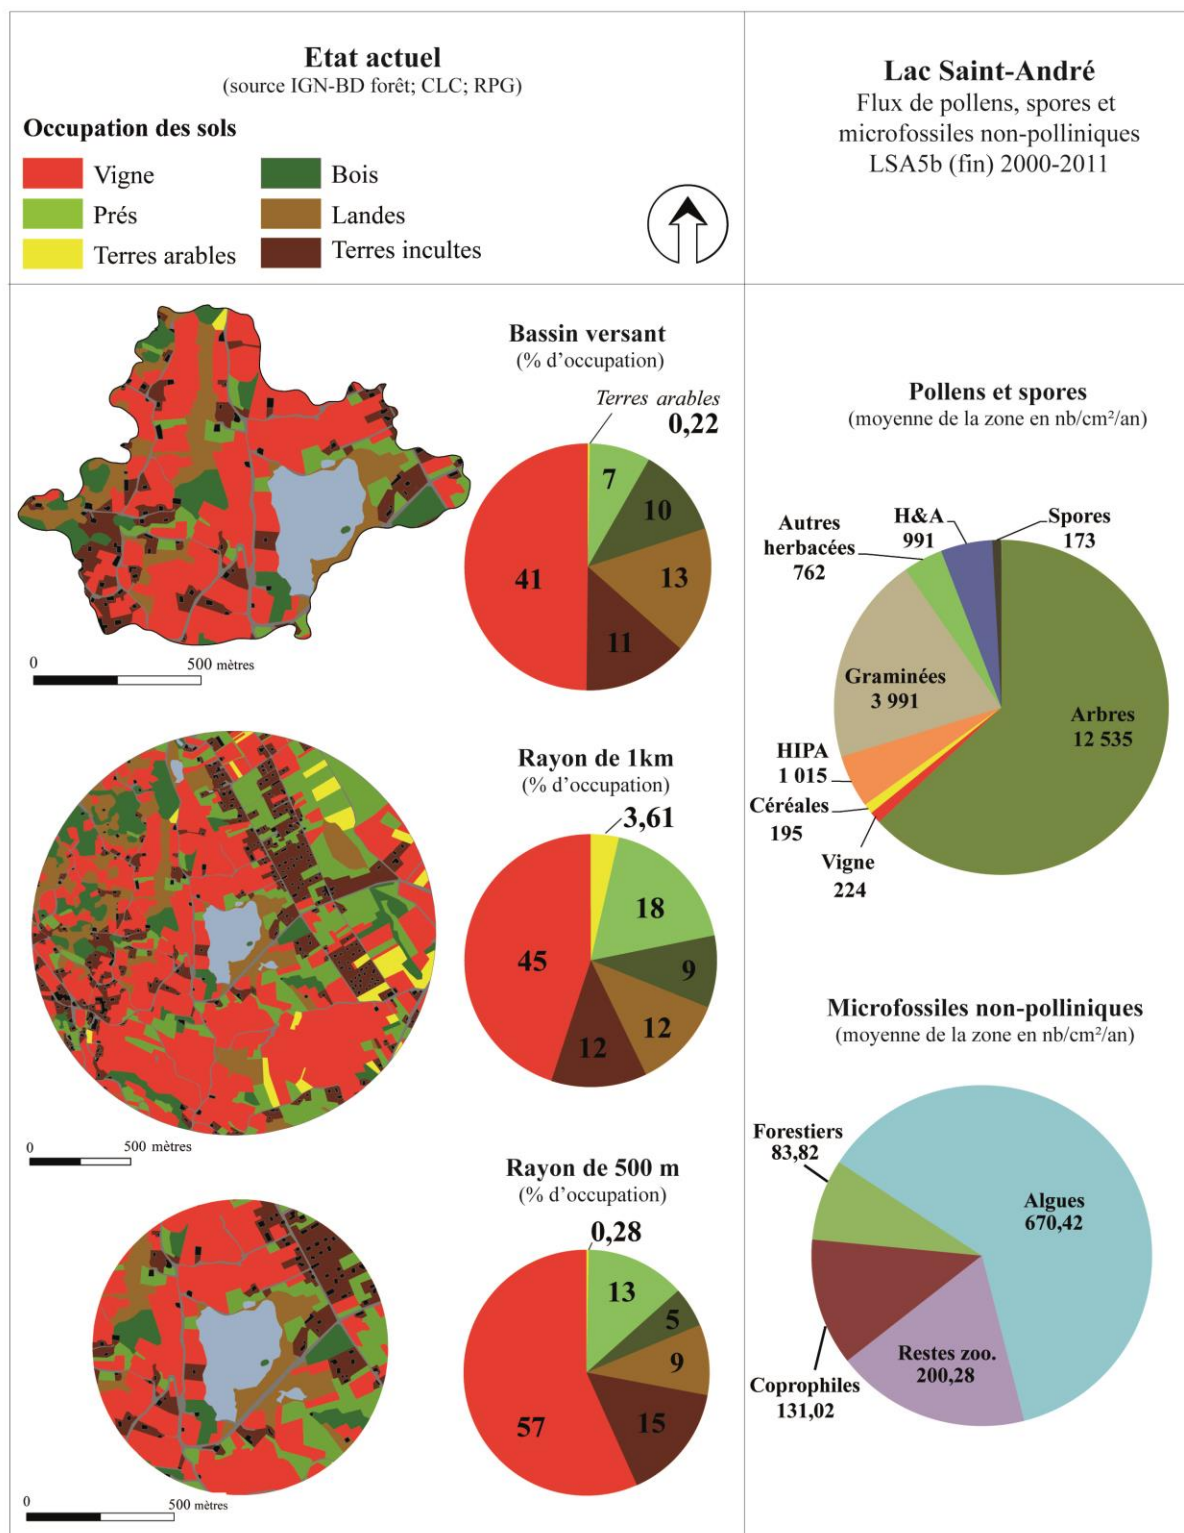 Etat actuel
(source IGN-BD forêt; CLC; RPG)
Occupation des sols
Vigne
Bois
Prés
Landes
Terres arables
Terres incultes
Lac Saint-André
Flux de pollens, spores et
microfossiles non-polliniques
LSA5b (fin) 2000-2011
Bassin versant
(% d'occupation)
Terres arables
0,22
7
10
13
11
41
0
500 mètres
Rayon de 1km
(% d'occupation)
3,61
18
9
12
12
45
0
500 mètres
Rayon de 500 m
(% d'occupation)
0,28
13
5
9
15
57
0
500 mètres
Pollens et spores
(moyenne de la zone en nb/cm²/an)
H&A
991
Spores
173
Autres
herbacées
762
Graminées
3 991
Arbres
12 535
HIPA
1 015
Céréales
195
Vigne
224
Microfossiles non-polliniques
(moyenne de la zone en nb/cm²/an)
Forestiers
83,82
Algues
670,42
Restes zoo.
200,28
Coprophiles
131,02